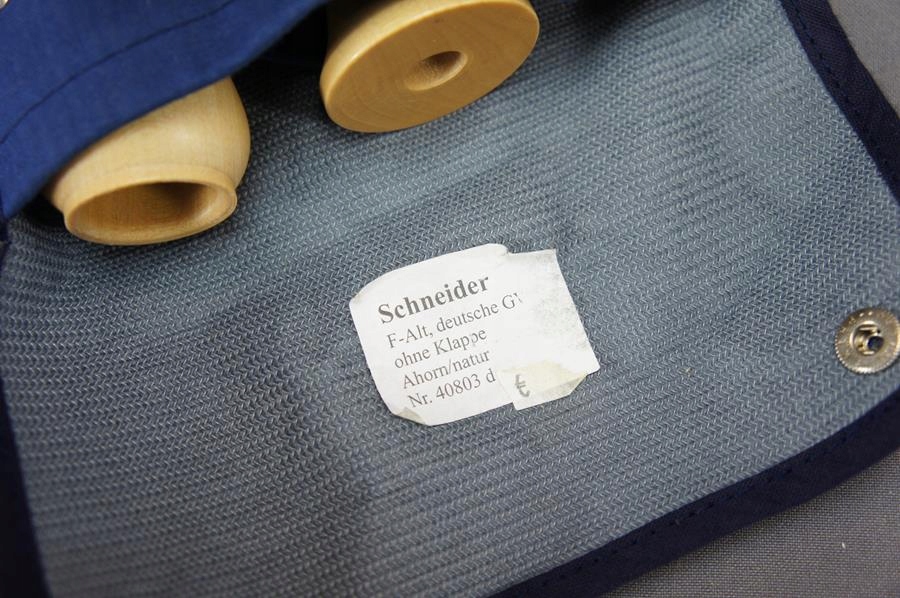 Schneider
F-Alt, deutsche G
ohne Klappe
Ahorn/natur
Nr. 40803 d
€